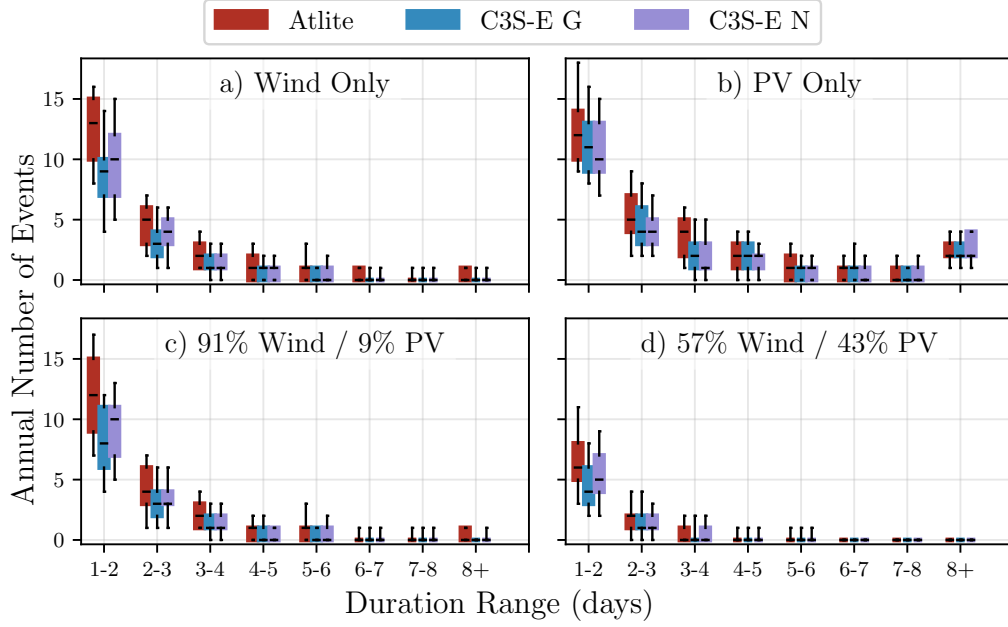 Atlite C3S-E G C3S-E N
a) Wind Only
b) PV Only
15
10
5
0
c) 91% Wind / 9% PV
d) 57% Wind / 43% PV
15
10
5
0
Annual Number of Events
1-2 2-3 3-4 4-5 5-6 6-7 7-8 8+
1-2 2-3 3-4 4-5 5-6 6-7 7-8 8+
Duration Range (days)